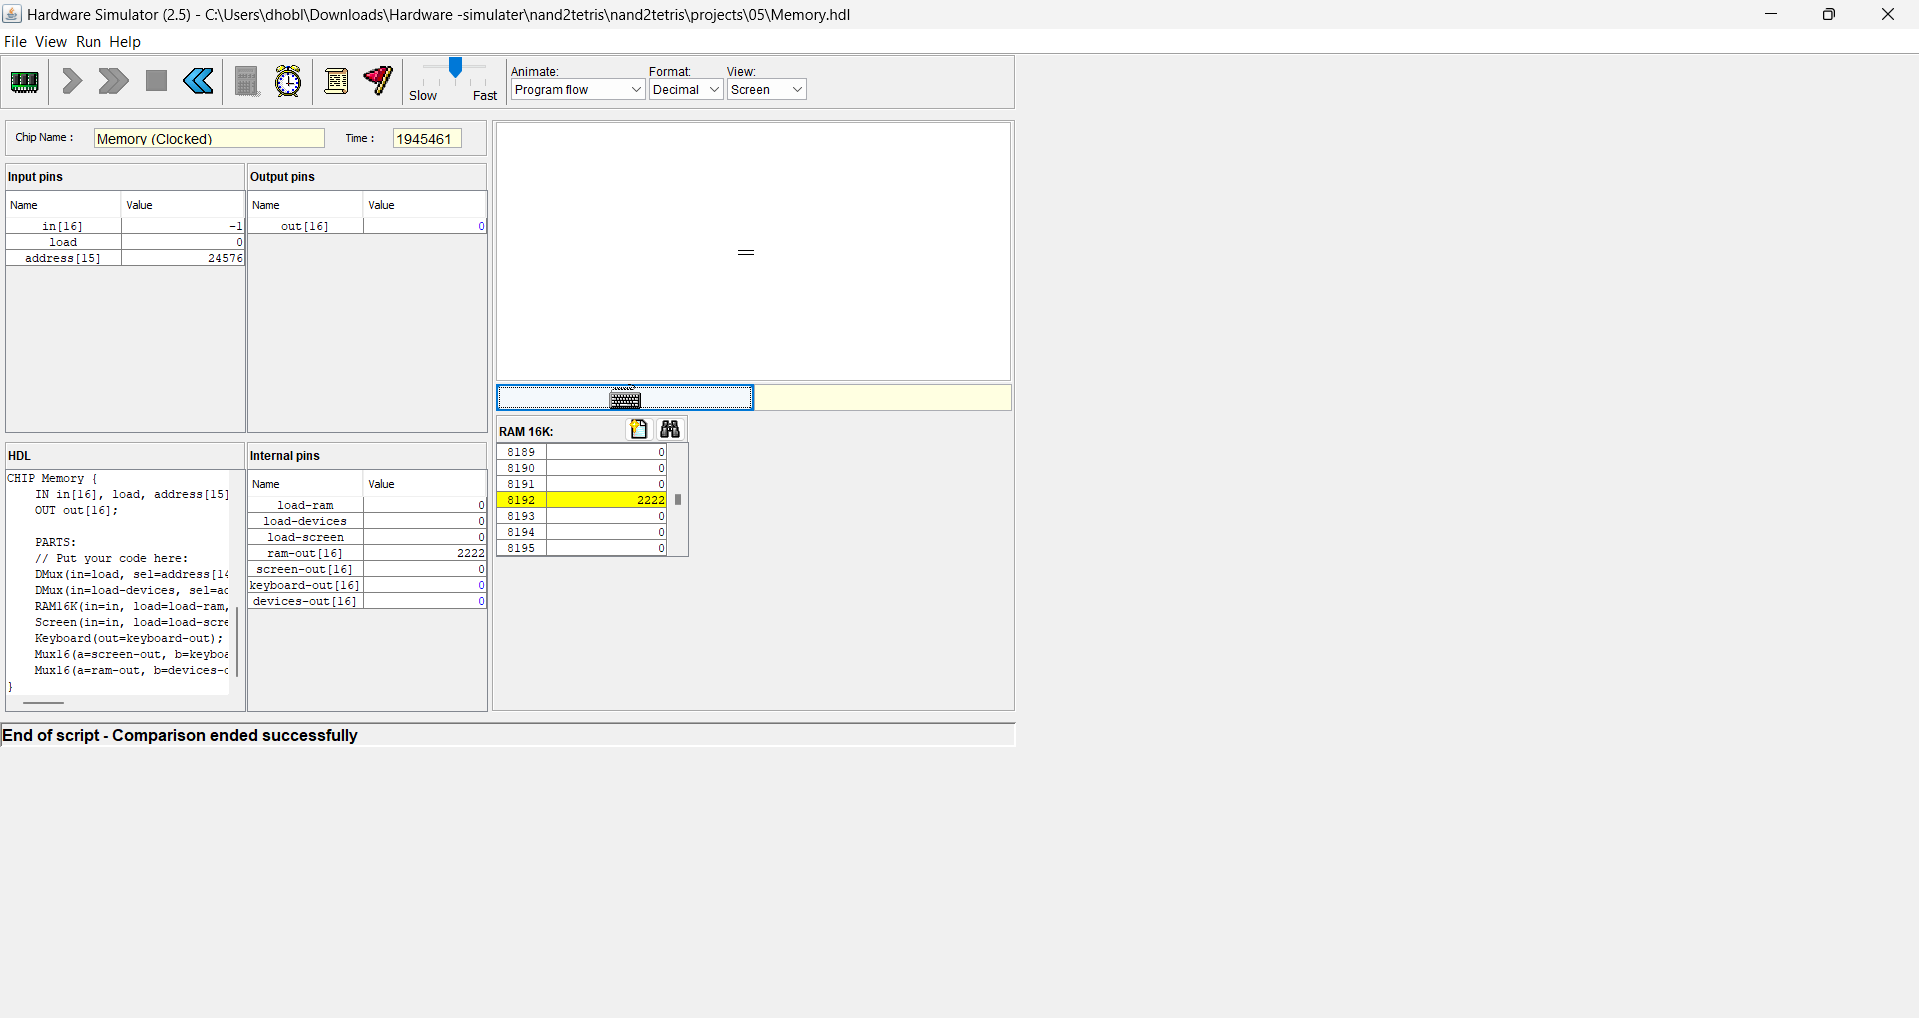 Hardware Simulator (2.5) - C:\Users\dhobl\Downloads\Hardware -simulater\nand2tetris\nand2tetris\projects\05\Memory.hdl
File View Run Help
Slow Fast
Animate:
Program flow
Format:
Decimal
View:
Screen
Chip Name :
Memory (Clocked)
Time :
1945461
Input pins
Name Value
in[16] -1
load 0
address[15] 24576
Output pins
Name Value
out[16] 0
HDL
CHIP Memory {
IN in[16], load, address[15]
OUT out[16];
PARTS:
// Put your code here:
DMux(in=load, sel=address[14
DMux(in=load-devices, sel=ad
RAM16K(in=in, load=load-ram,
Screen(in=in, load=load-scre
Keyboard(out=keyboard-out);
Mux16(a=screen-out, b=keyboa
Mux16(a=ram-out, b=devices-o
}
Internal pins
Name Value
load-ram 0
load-devices 0
load-screen 0
ram-out[16] 2222
screen-out[16] 0
keyboard-out[16] 0
devices-out[16] 0
RAM 16K:
8189 0
8190 0
8191 0
8192 2222
8193 0
8194 0
8195 0
End of script - Comparison ended successfully